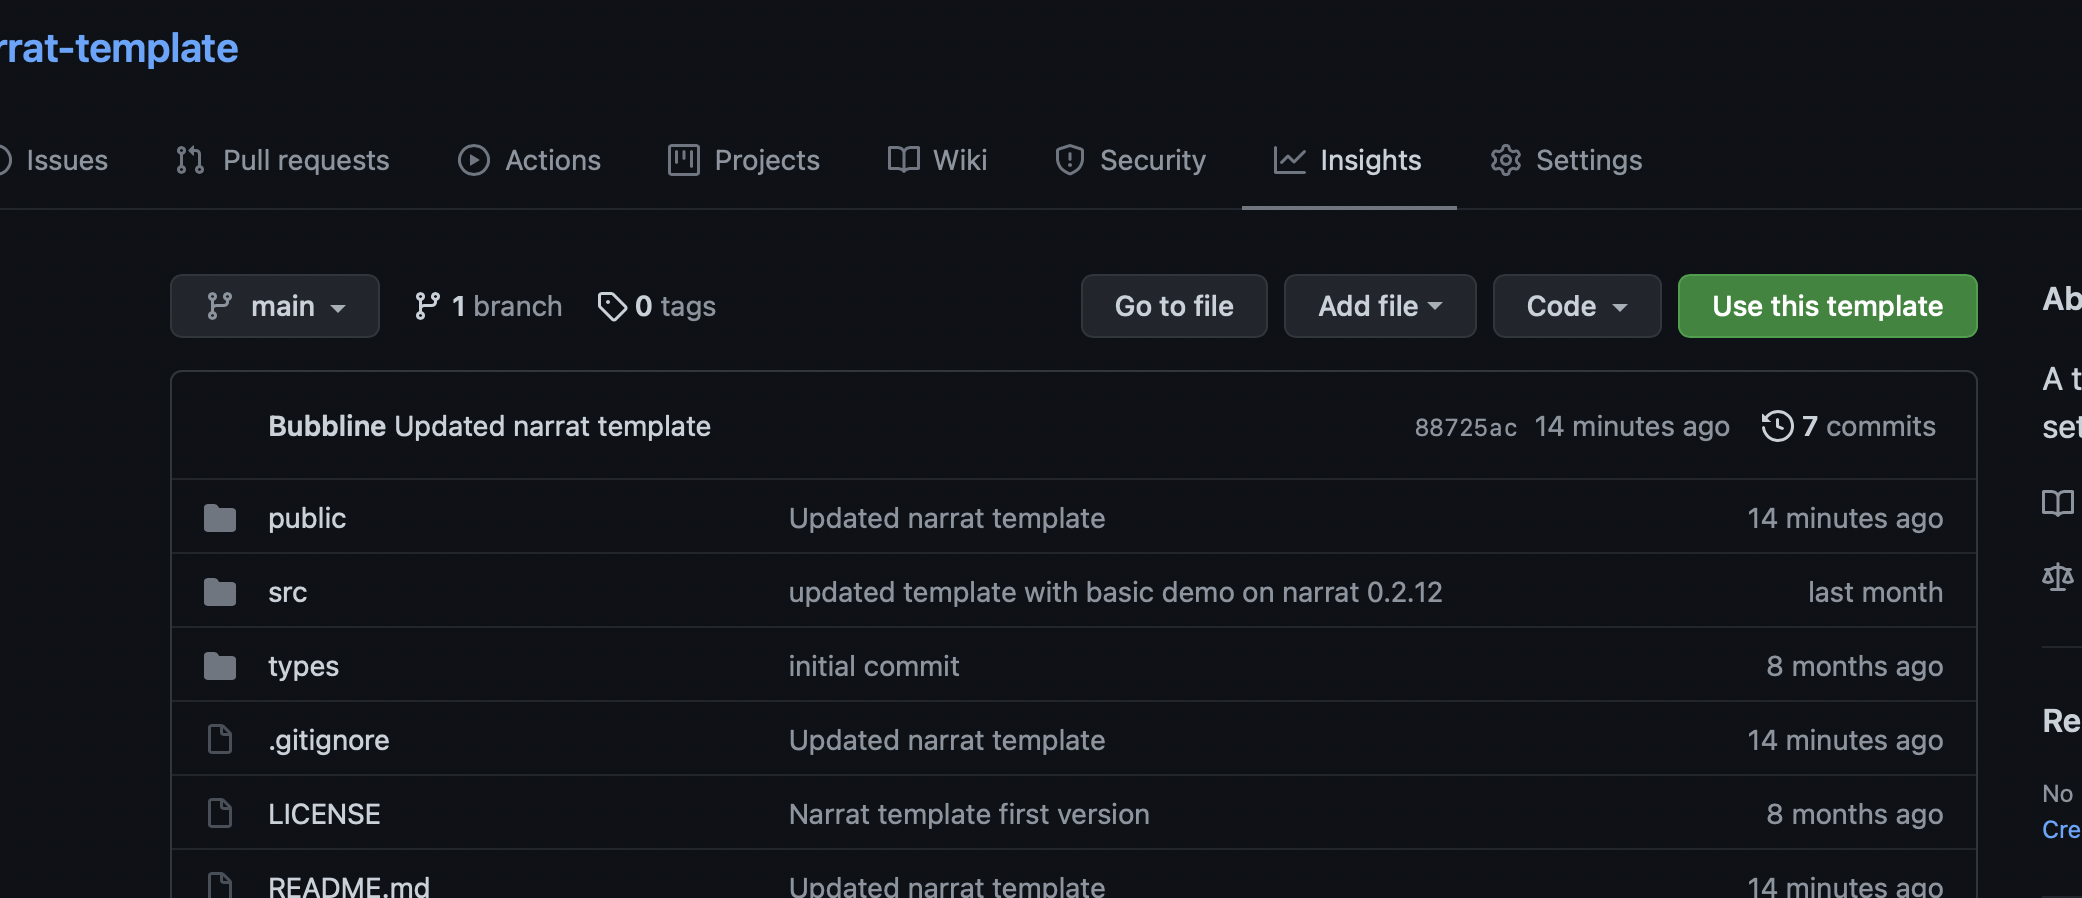 rrat-template
Issues Pull requests Actions Projects Wiki Security Insights Settings
main 1 branch 0 tags Go to file Add file Code Use this template
Bubbline Updated narrat template 88725ac 14 minutes ago 7 commits
public Updated narrat template 14 minutes ago
src updated template with basic demo on narrat 0.2.12 last month
types initial commit 8 months ago
.gitignore Updated narrat template 14 minutes ago
LICENSE Narrat template first version 8 months ago
README.md Updated narrat template 14 minutes ago
Ab
A t
set
Re
No
Cre